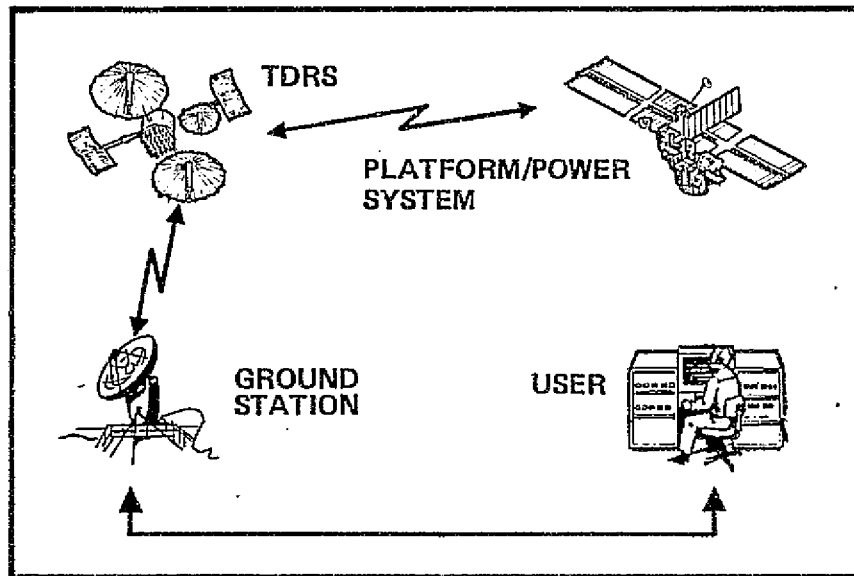 TDRS
PLATFORM/POWER
SYSTEM
GROUND
STATION
USER